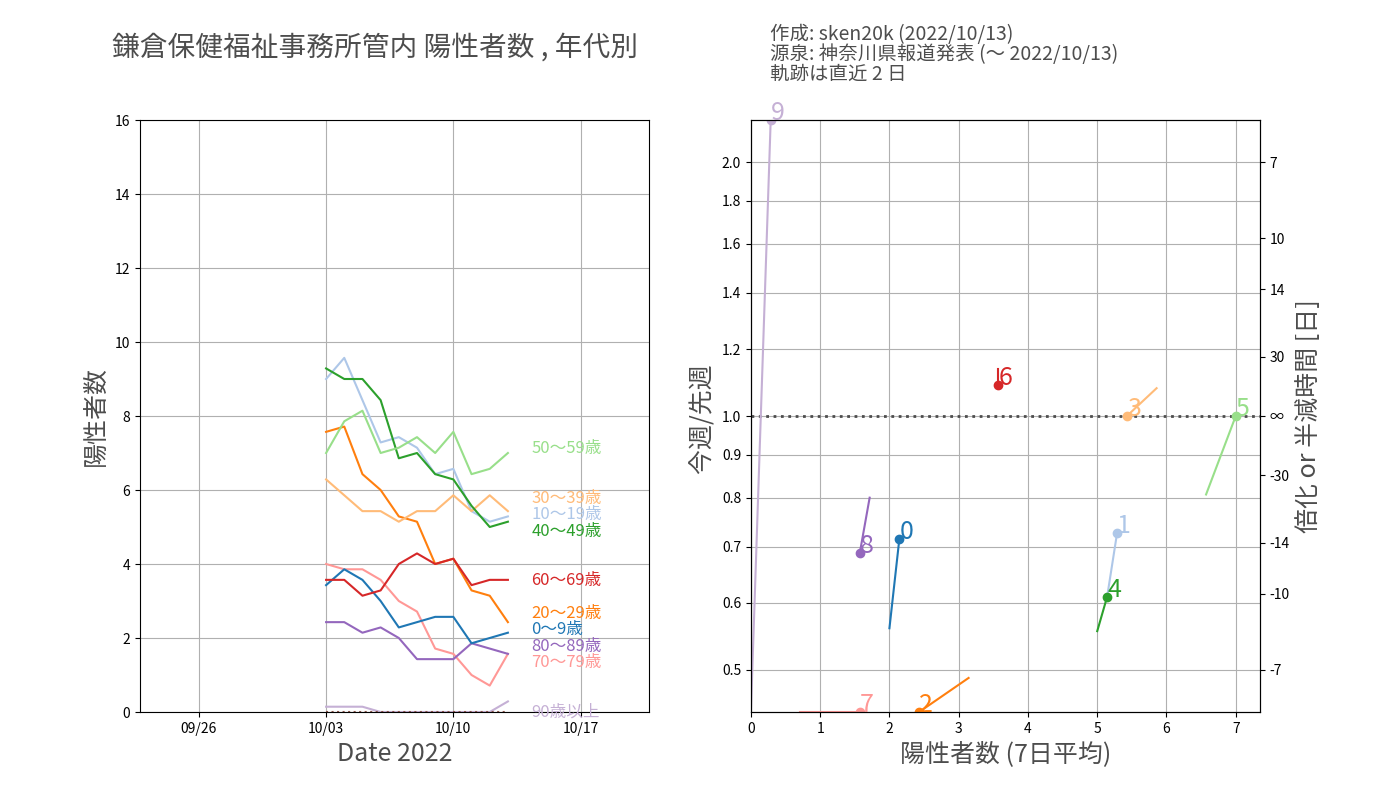 鎌倉保健福祉事務所管内 陽性者数 , 年代別
作成: sken20k (2022/10/13)
源泉: 神奈川県報道発表 (～ 2022/10/13)
軌跡は直近 2 日
陽性者数
16
14
12
10
8
6
4
2
0
50～59歳
30～39歳
10～19歳
40～49歳
60～69歳
20～29歳
0～9歳
80～89歳
70～79歳
90歳以上
09/26
10/03
10/10
10/17
Date 2022
今週/先週
2.0
1.8
1.6
1.4
1.2
1.0
0.9
0.8
0.7
0.6
0.5
9
6
3
5
8
0
1
4
7
2
7
10
14
30
∞
-30
-14
-10
-7
倍化 or 半減時間 [日]
0
1
2
3
4
5
6
7
陽性者数 (7日平均)